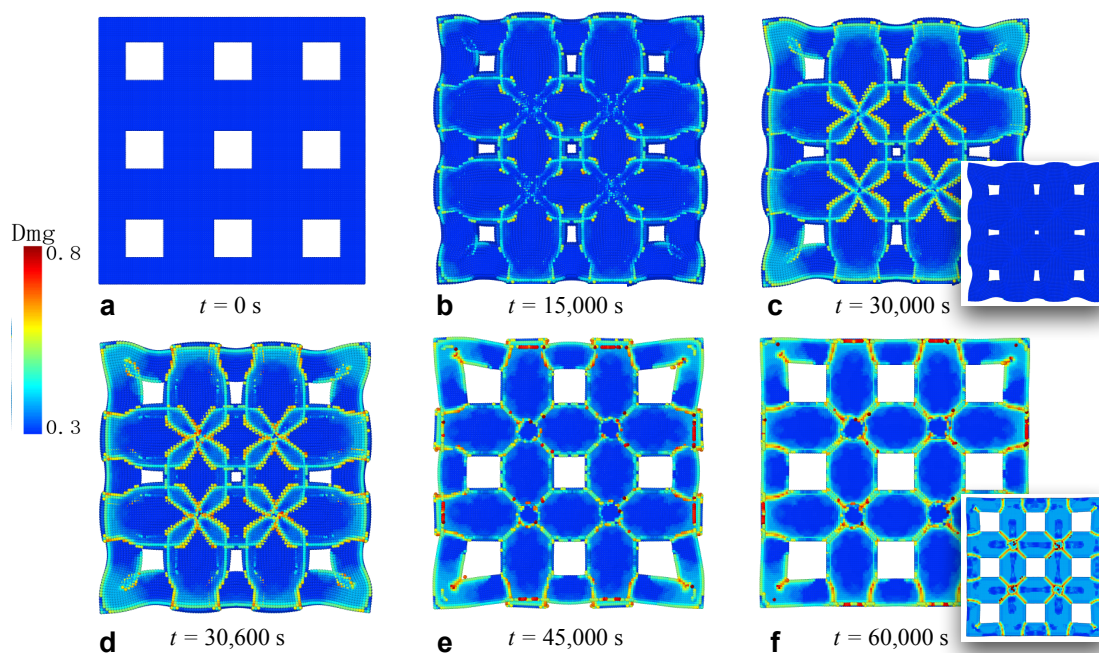 Dmg
0.8
0.3
a t = 0 s
b t = 15,000 s
c t = 30,000 s
d t = 30,600 s
e t = 45,000 s
f t = 60,000 s